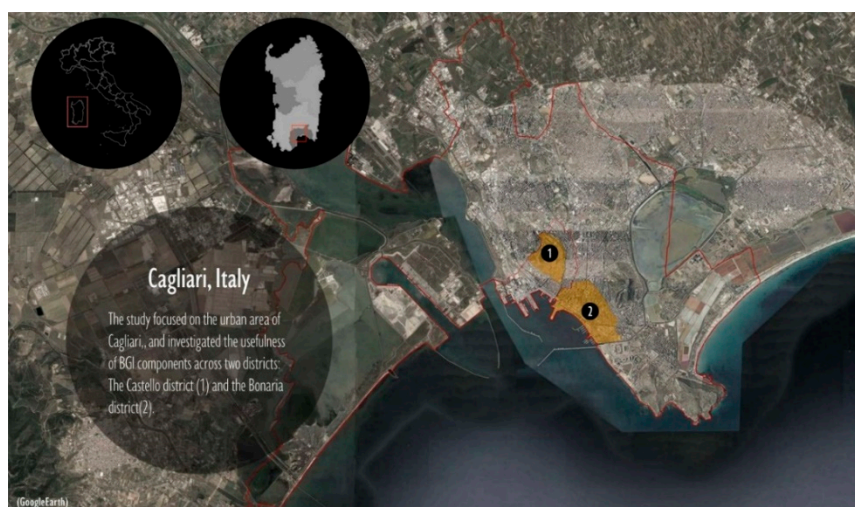 Cagliari, Italy
The study focused on the urban area of
Cagliari,, and investigated the usefulness
of BGI components across two districts:
The Castello district (1) and the Bonaria
district(2).
1
2
(GoogleEarth)